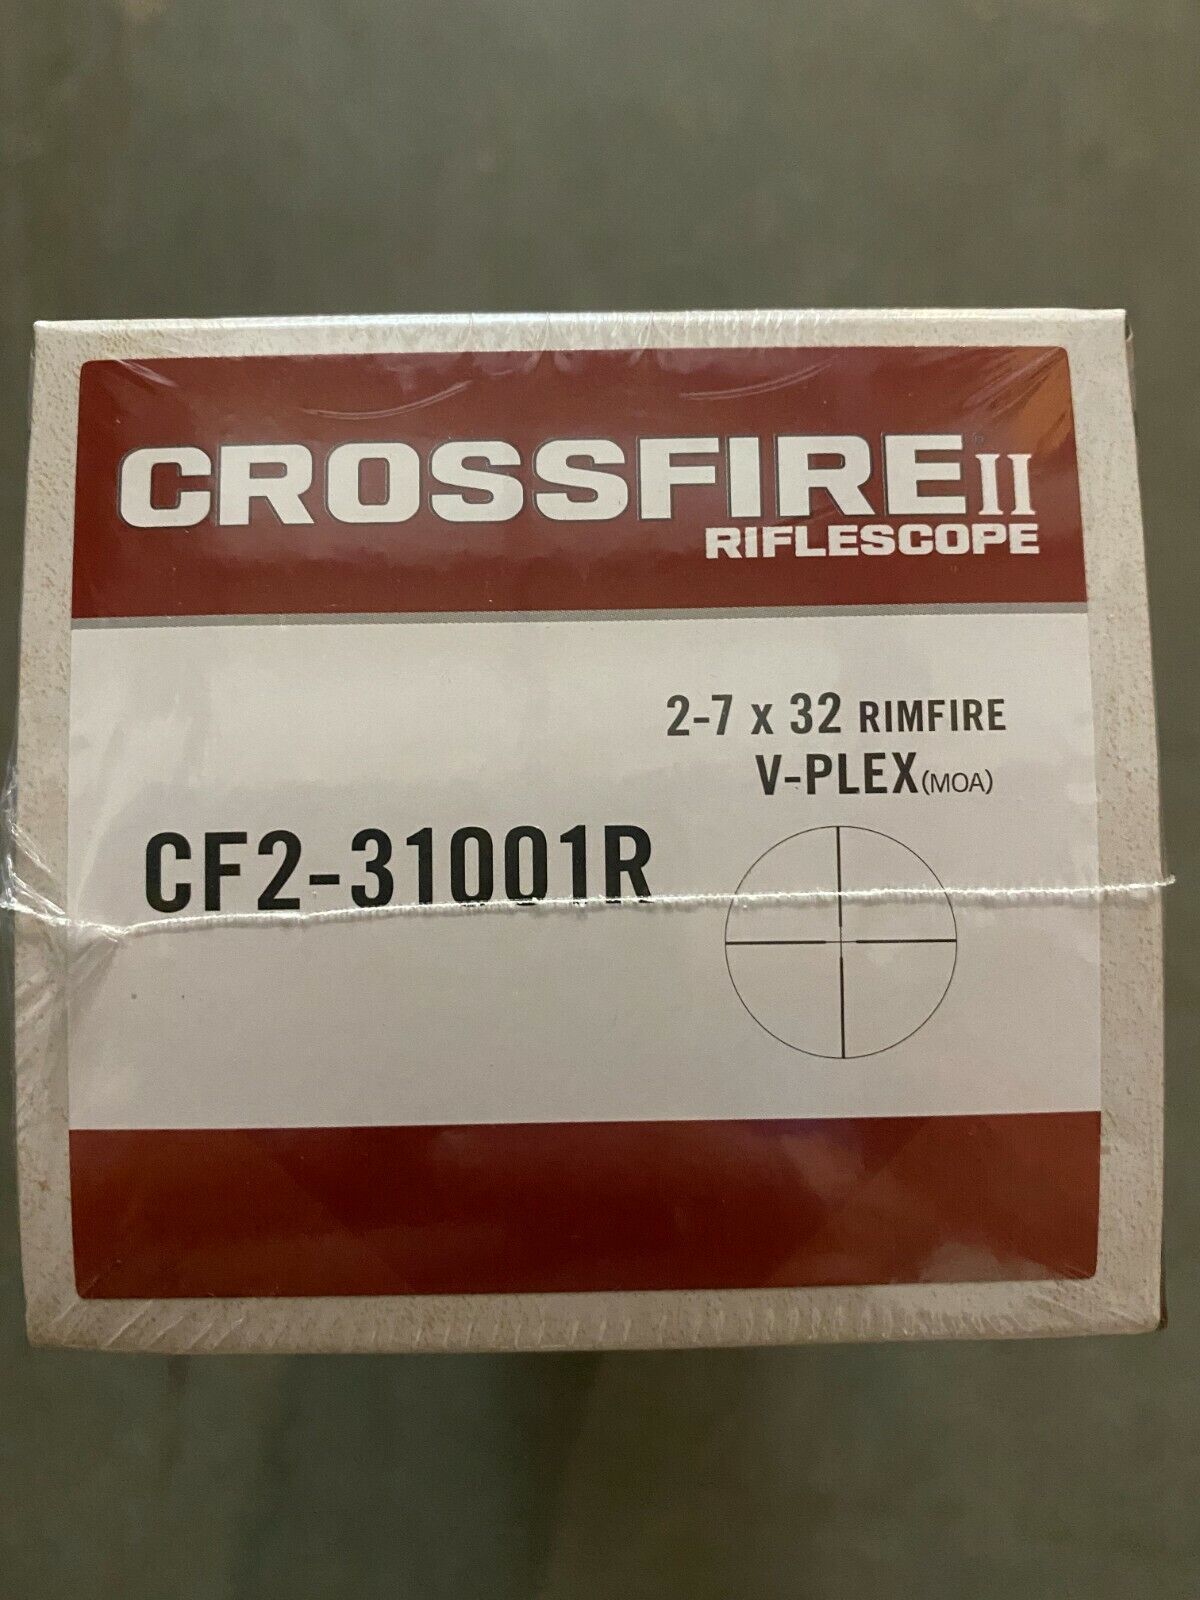 CROSSFIRE® II
RIFLESCOPE
2-7 x 32 RIMFIRE
V-PLEX(MOA)
CF2-31001R